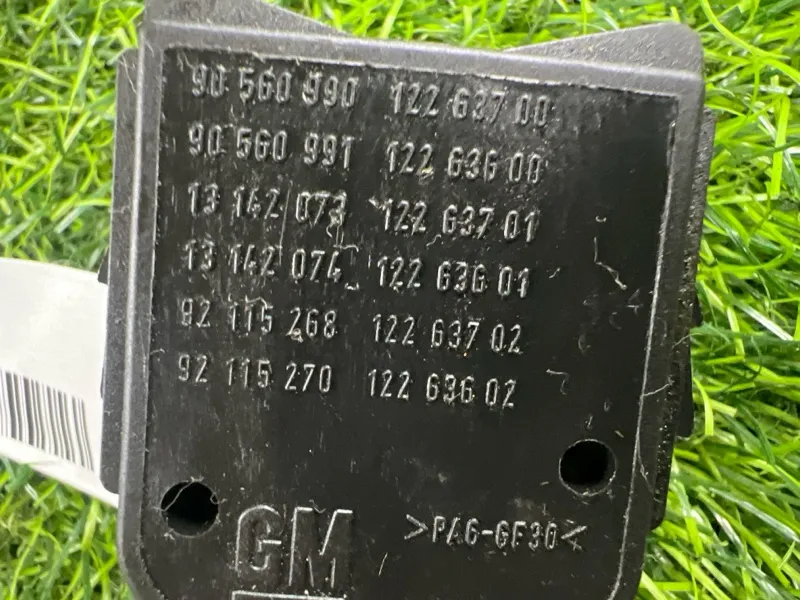 90 560 990 122 637 00
90 560 991 122 636 00
13 142 073 122 637 01
13 142 074 122 636 01
92 115 268 122 637 02
92 115 270 122 636 02
GM
>PA6-GF30<